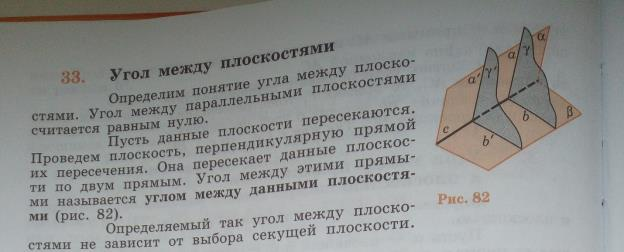 33. Угол между плоскостями
Определим понятие угла между плоско-
стями. Угол между параллельными плоскостями
считается равным нулю.
Пусть данные плоскости пересекаются.
Проведем плоскость, перпендикулярную прямой
их пересечения. Она пересекает данные плоскос-
ти по двум прямым. Угол между этими прямы-
ми называется углом между данными плоскостя-
ми (рис. 82).
Определяемый так угол между плоско-
стями не зависит от выбора секущей плоскости.
a' γ' a γ α
c b' b β
Рис. 82